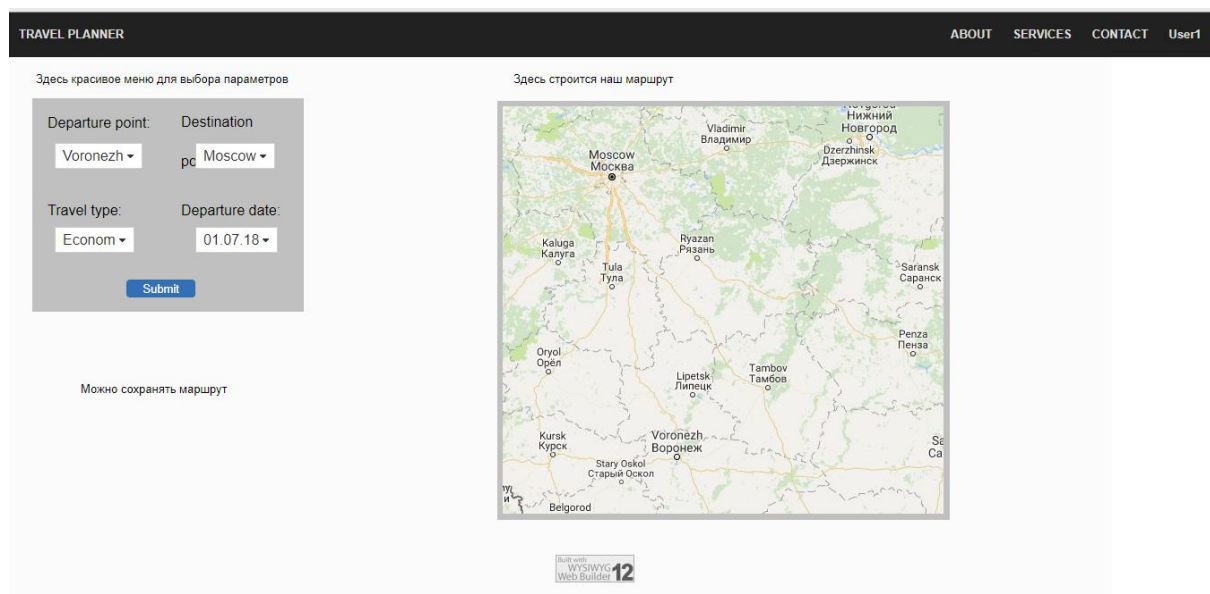 TRAVEL PLANNER
ABOUT SERVICES CONTACT User1
Здесь красивое меню для выбора параметров
Departure point:
Destination
Voronezh
Moscow
Travel type:
Departure date:
Econom
01.07.18
Submit
Можно сохранять маршрут
Здесь строится наш маршрут
Нижний
Новгород
Vladimir
Владимир
Dzerzhinsk
Дзержинск
Moscow
Москва
Kaluga
Калуга
Ryazan
Рязань
Tula
Тула
Saransk
Саранск
Penza
Пенза
Oryol
Орёл
Lipetsk
Липецк
Tambov
Тамбов
Kursk
Курск
Voronezh
Воронеж
Stary Oskol
Старый Оскол
Sa
Са
Belgorod
Built with
WYSIWYG
Web Builder 12